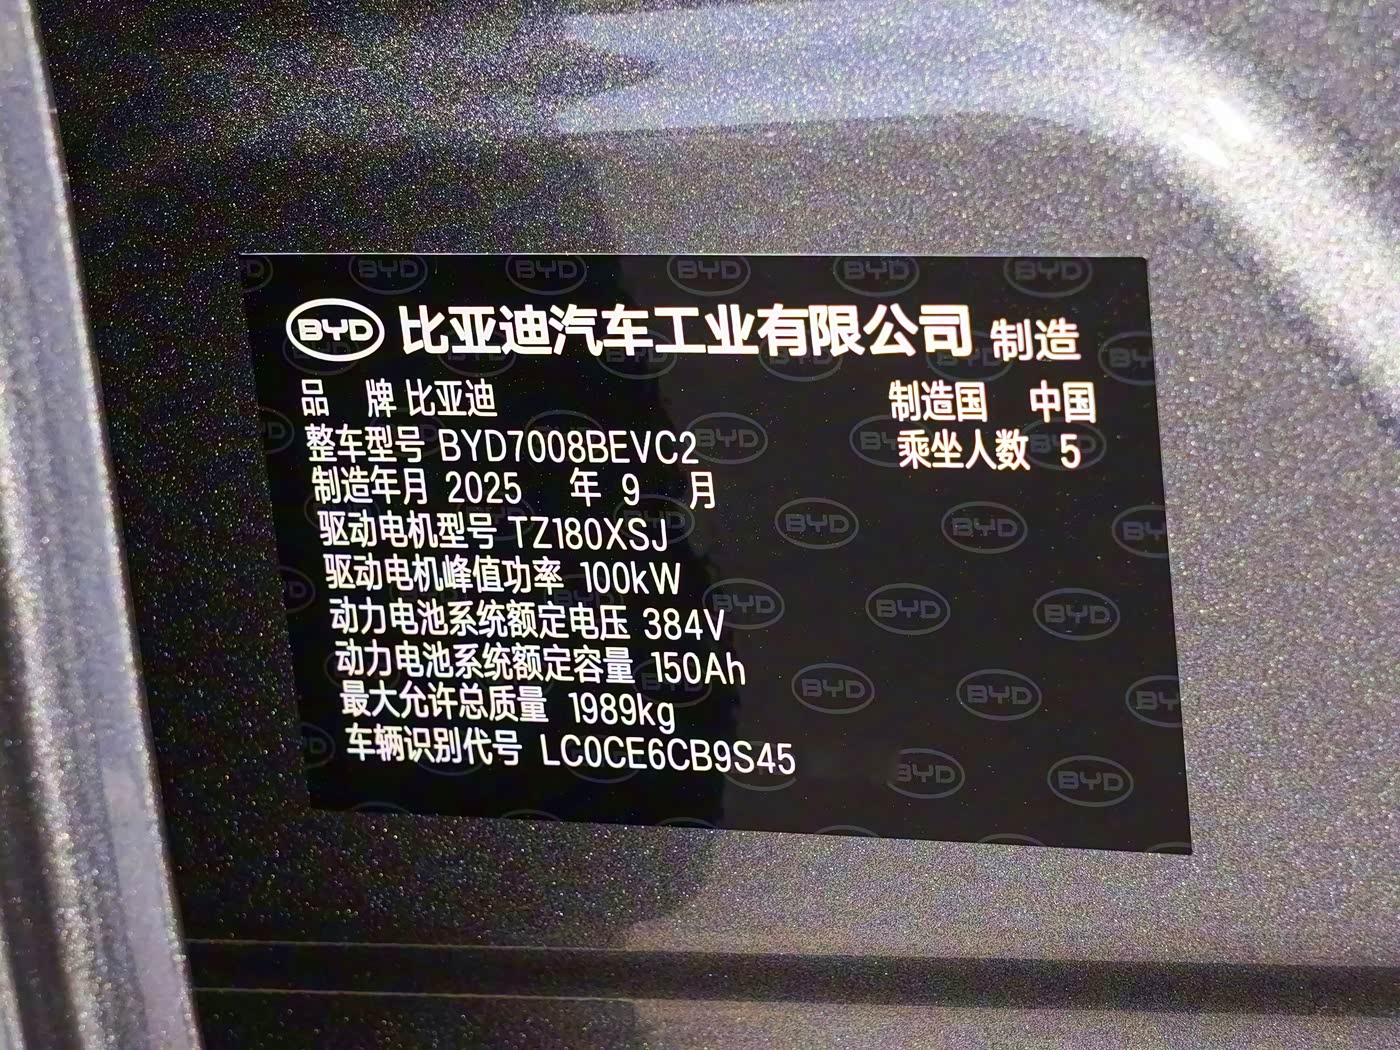 BYD 比亚迪汽车工业有限公司 制造
品 牌 比亚迪 制造国 中国
整车型号 BYD7008BEVC2 乘坐人数 5
制造年月 2025 年 9 月
驱动电机型号 TZ180XSJ
驱动电机峰值功率 100kW
动力电池系统额定电压 384V
动力电池系统额定容量 150Ah
最大允许总质量 1989kg
车辆识别代号 LC0CE6CB9S45